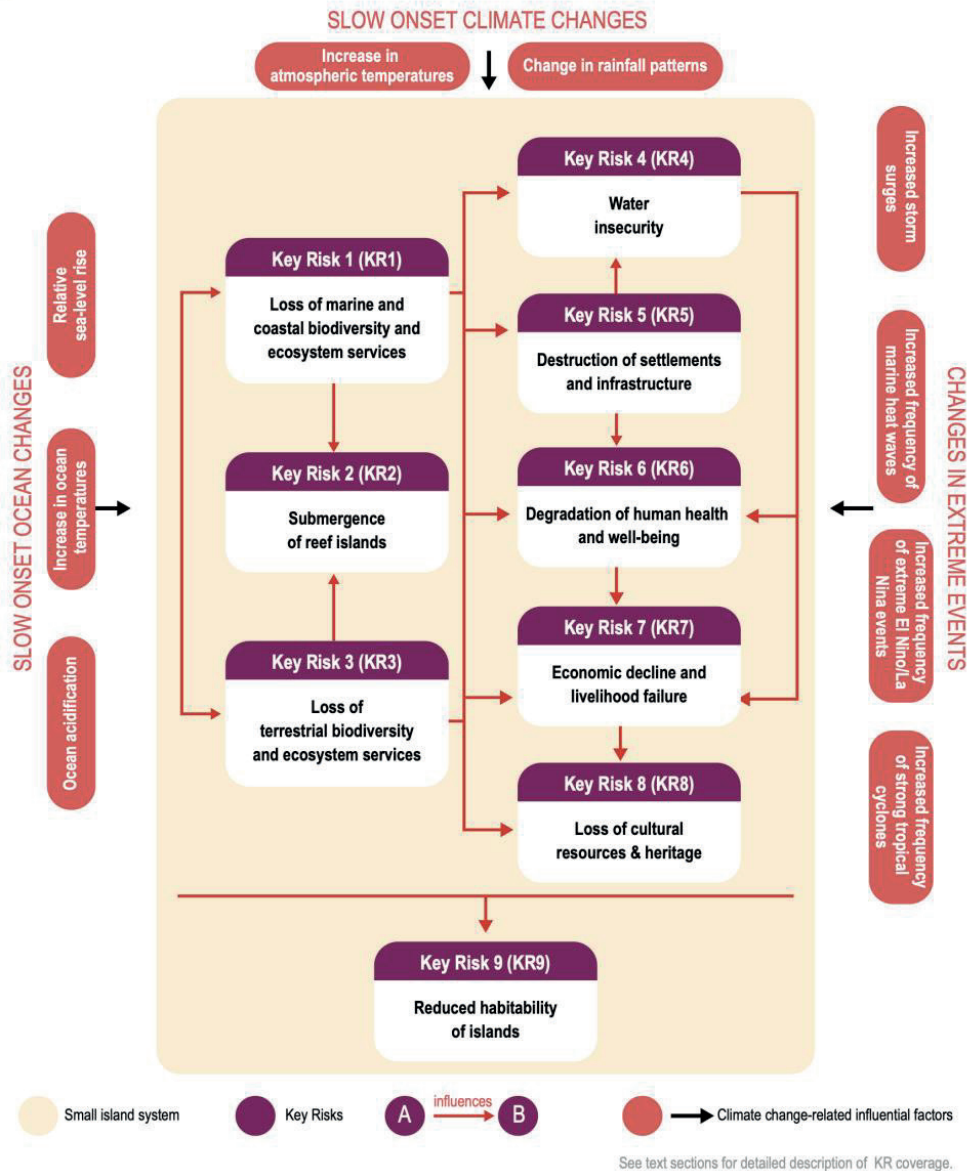 SLOW ONSET CLIMATE CHANGES
Increase in
atmospheric temperatures
Change in rainfall patterns
SLOW ONSET OCEAN CHANGES
Relative
sea-level rise
Increase in ocean
temperatures
Ocean acidification
Key Risk 1 (KR1)
Loss of marine and
coastal biodiversity and
ecosystem services
Key Risk 2 (KR2)
Submergence
of reef islands
Key Risk 3 (KR3)
Loss of
terrestrial biodiversity
and ecosystem services
Key Risk 4 (KR4)
Water
insecurity
Key Risk 5 (KR5)
Destruction of settlements
and infrastructure
Key Risk 6 (KR6)
Degradation of human health
and well-being
Key Risk 7 (KR7)
Economic decline and
livelihood failure
Key Risk 8 (KR8)
Loss of cultural
resources & heritage
Key Risk 9 (KR9)
Reduced habitability
of islands
CHANGES IN EXTREME EVENTS
Increased storm
surges
Increased frequency of
marine heat waves
Increased frequency
of extreme El Nino/La
Nina events
Increased frequency
of strong tropical
cyclones
Small island system
Key Risks
A
influences
B
Climate change-related influential factors
See text sections for detailed description of KR coverage.